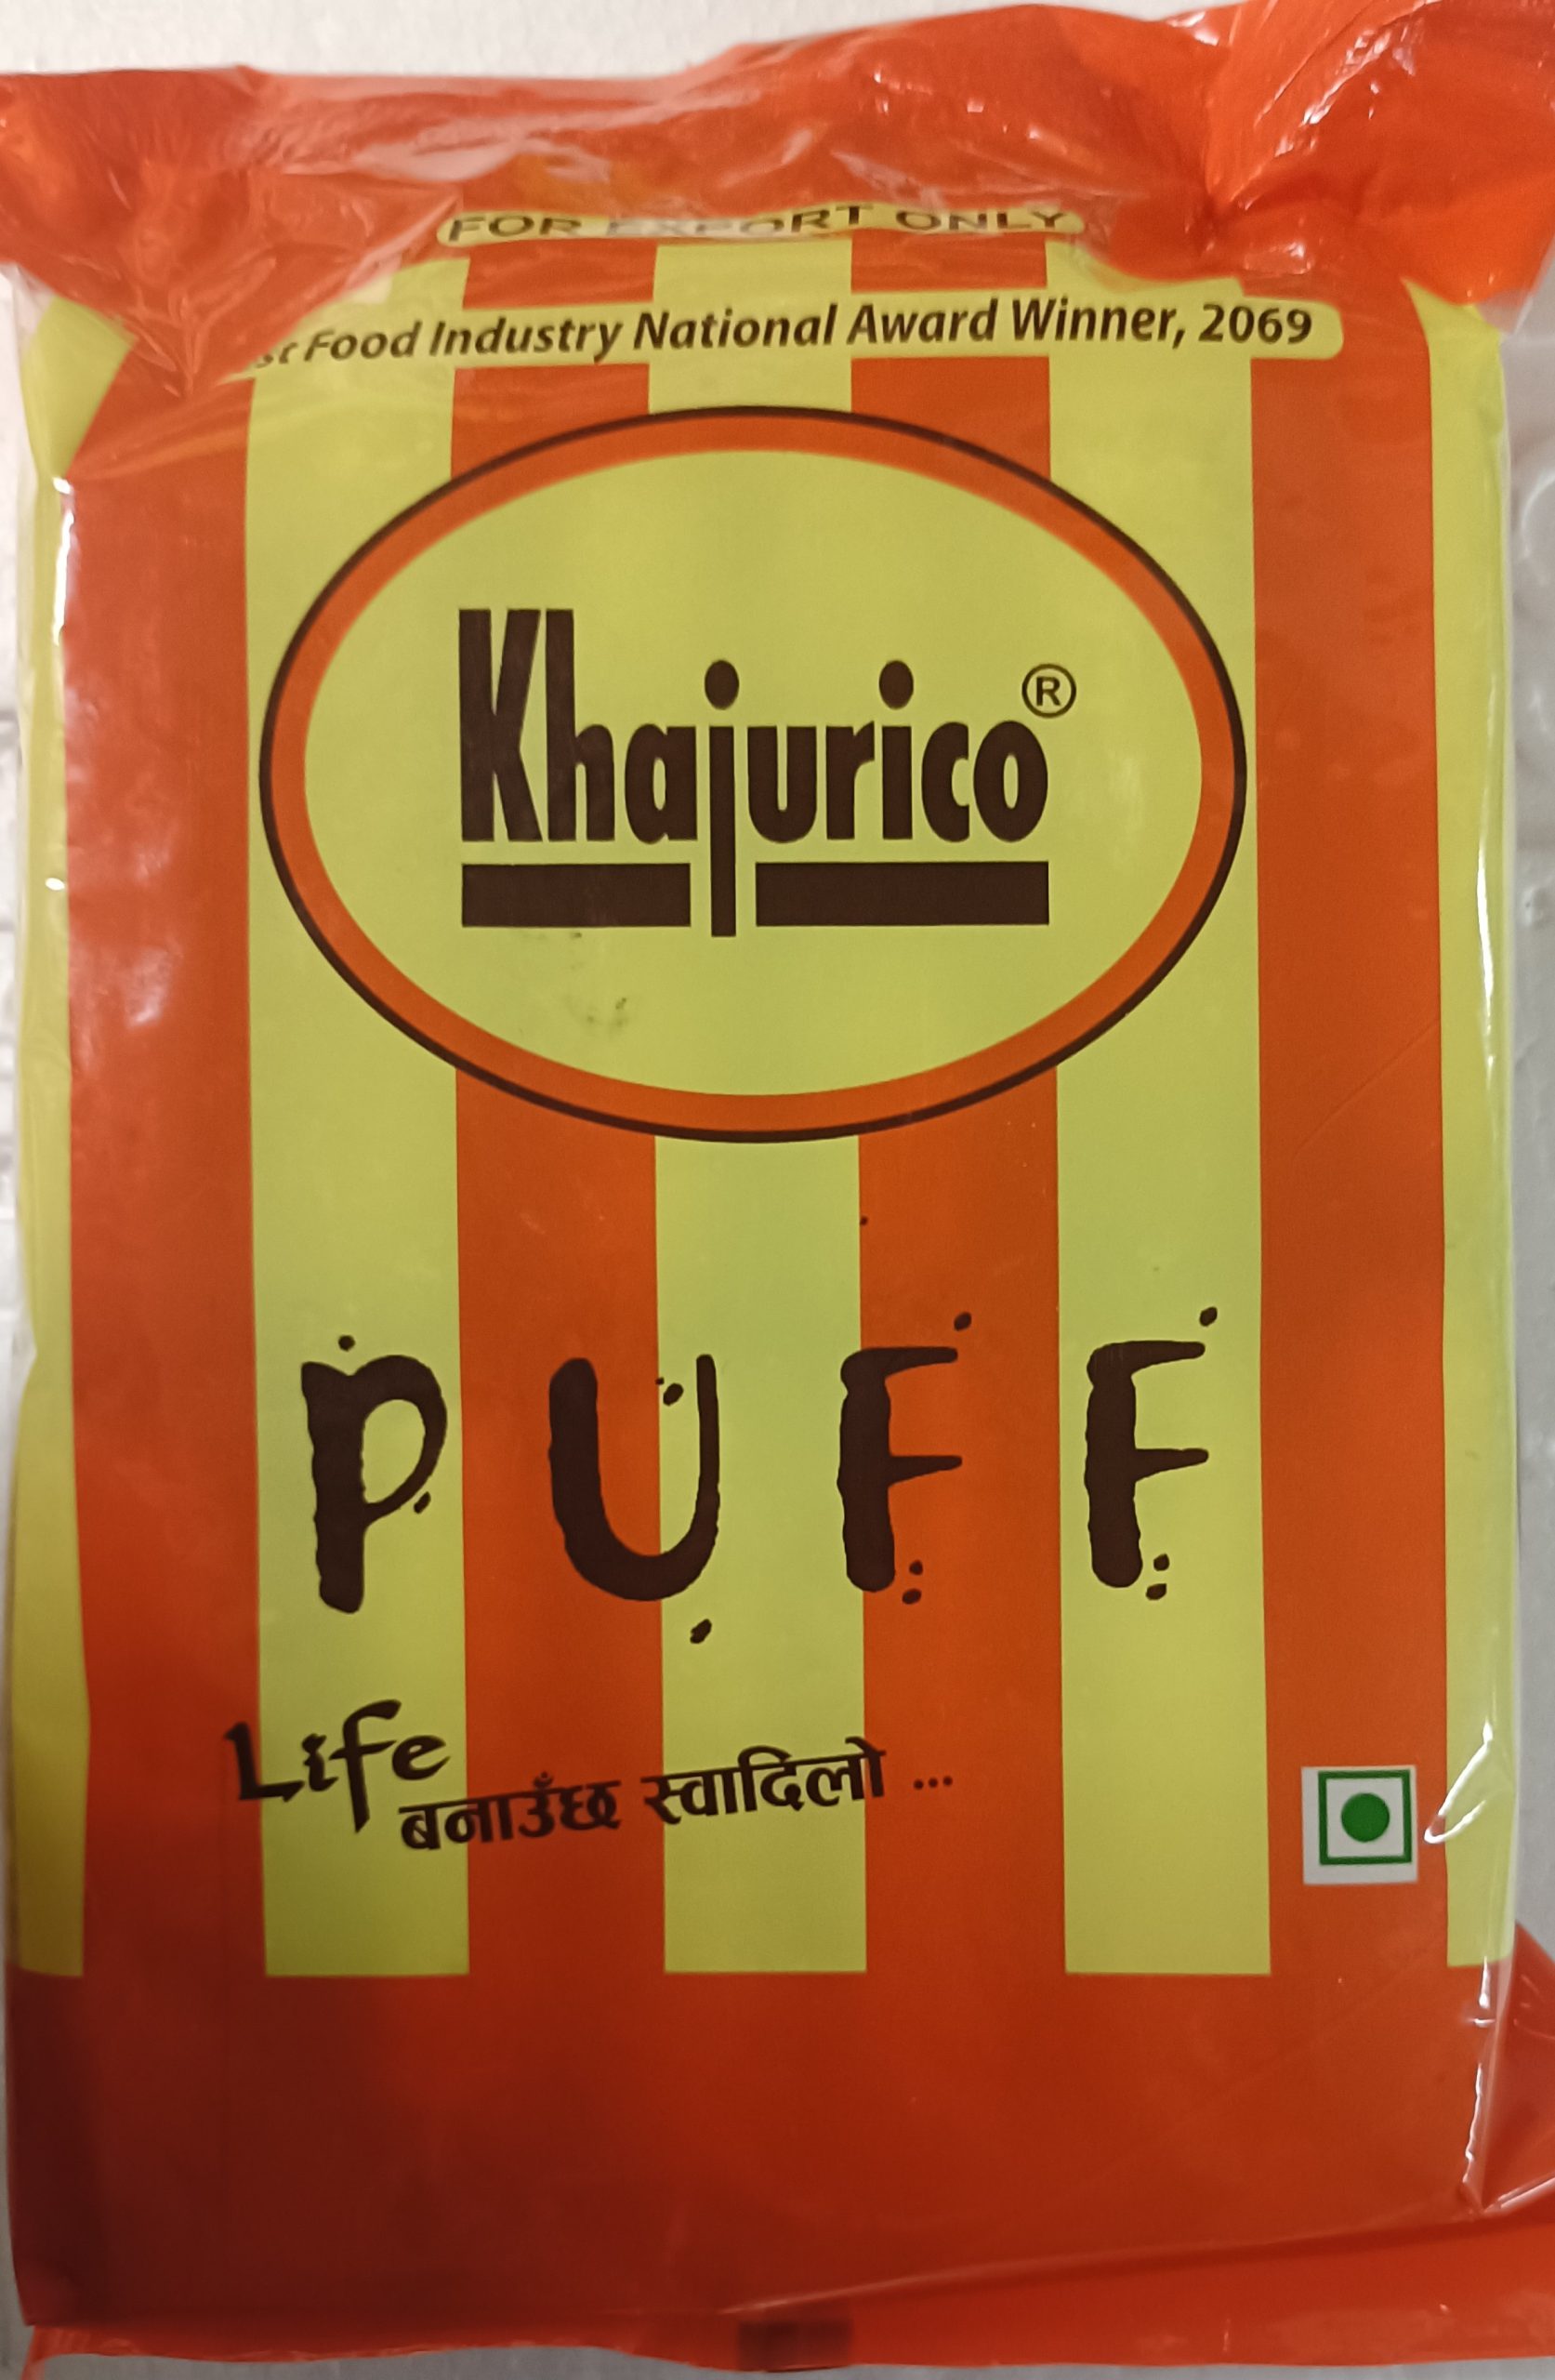 FOR EXPORT ONLY
Food Industry National Award Winner, 2069
Khajurico®
PUFF
Life
बनाउँछ स्वादिलो ...